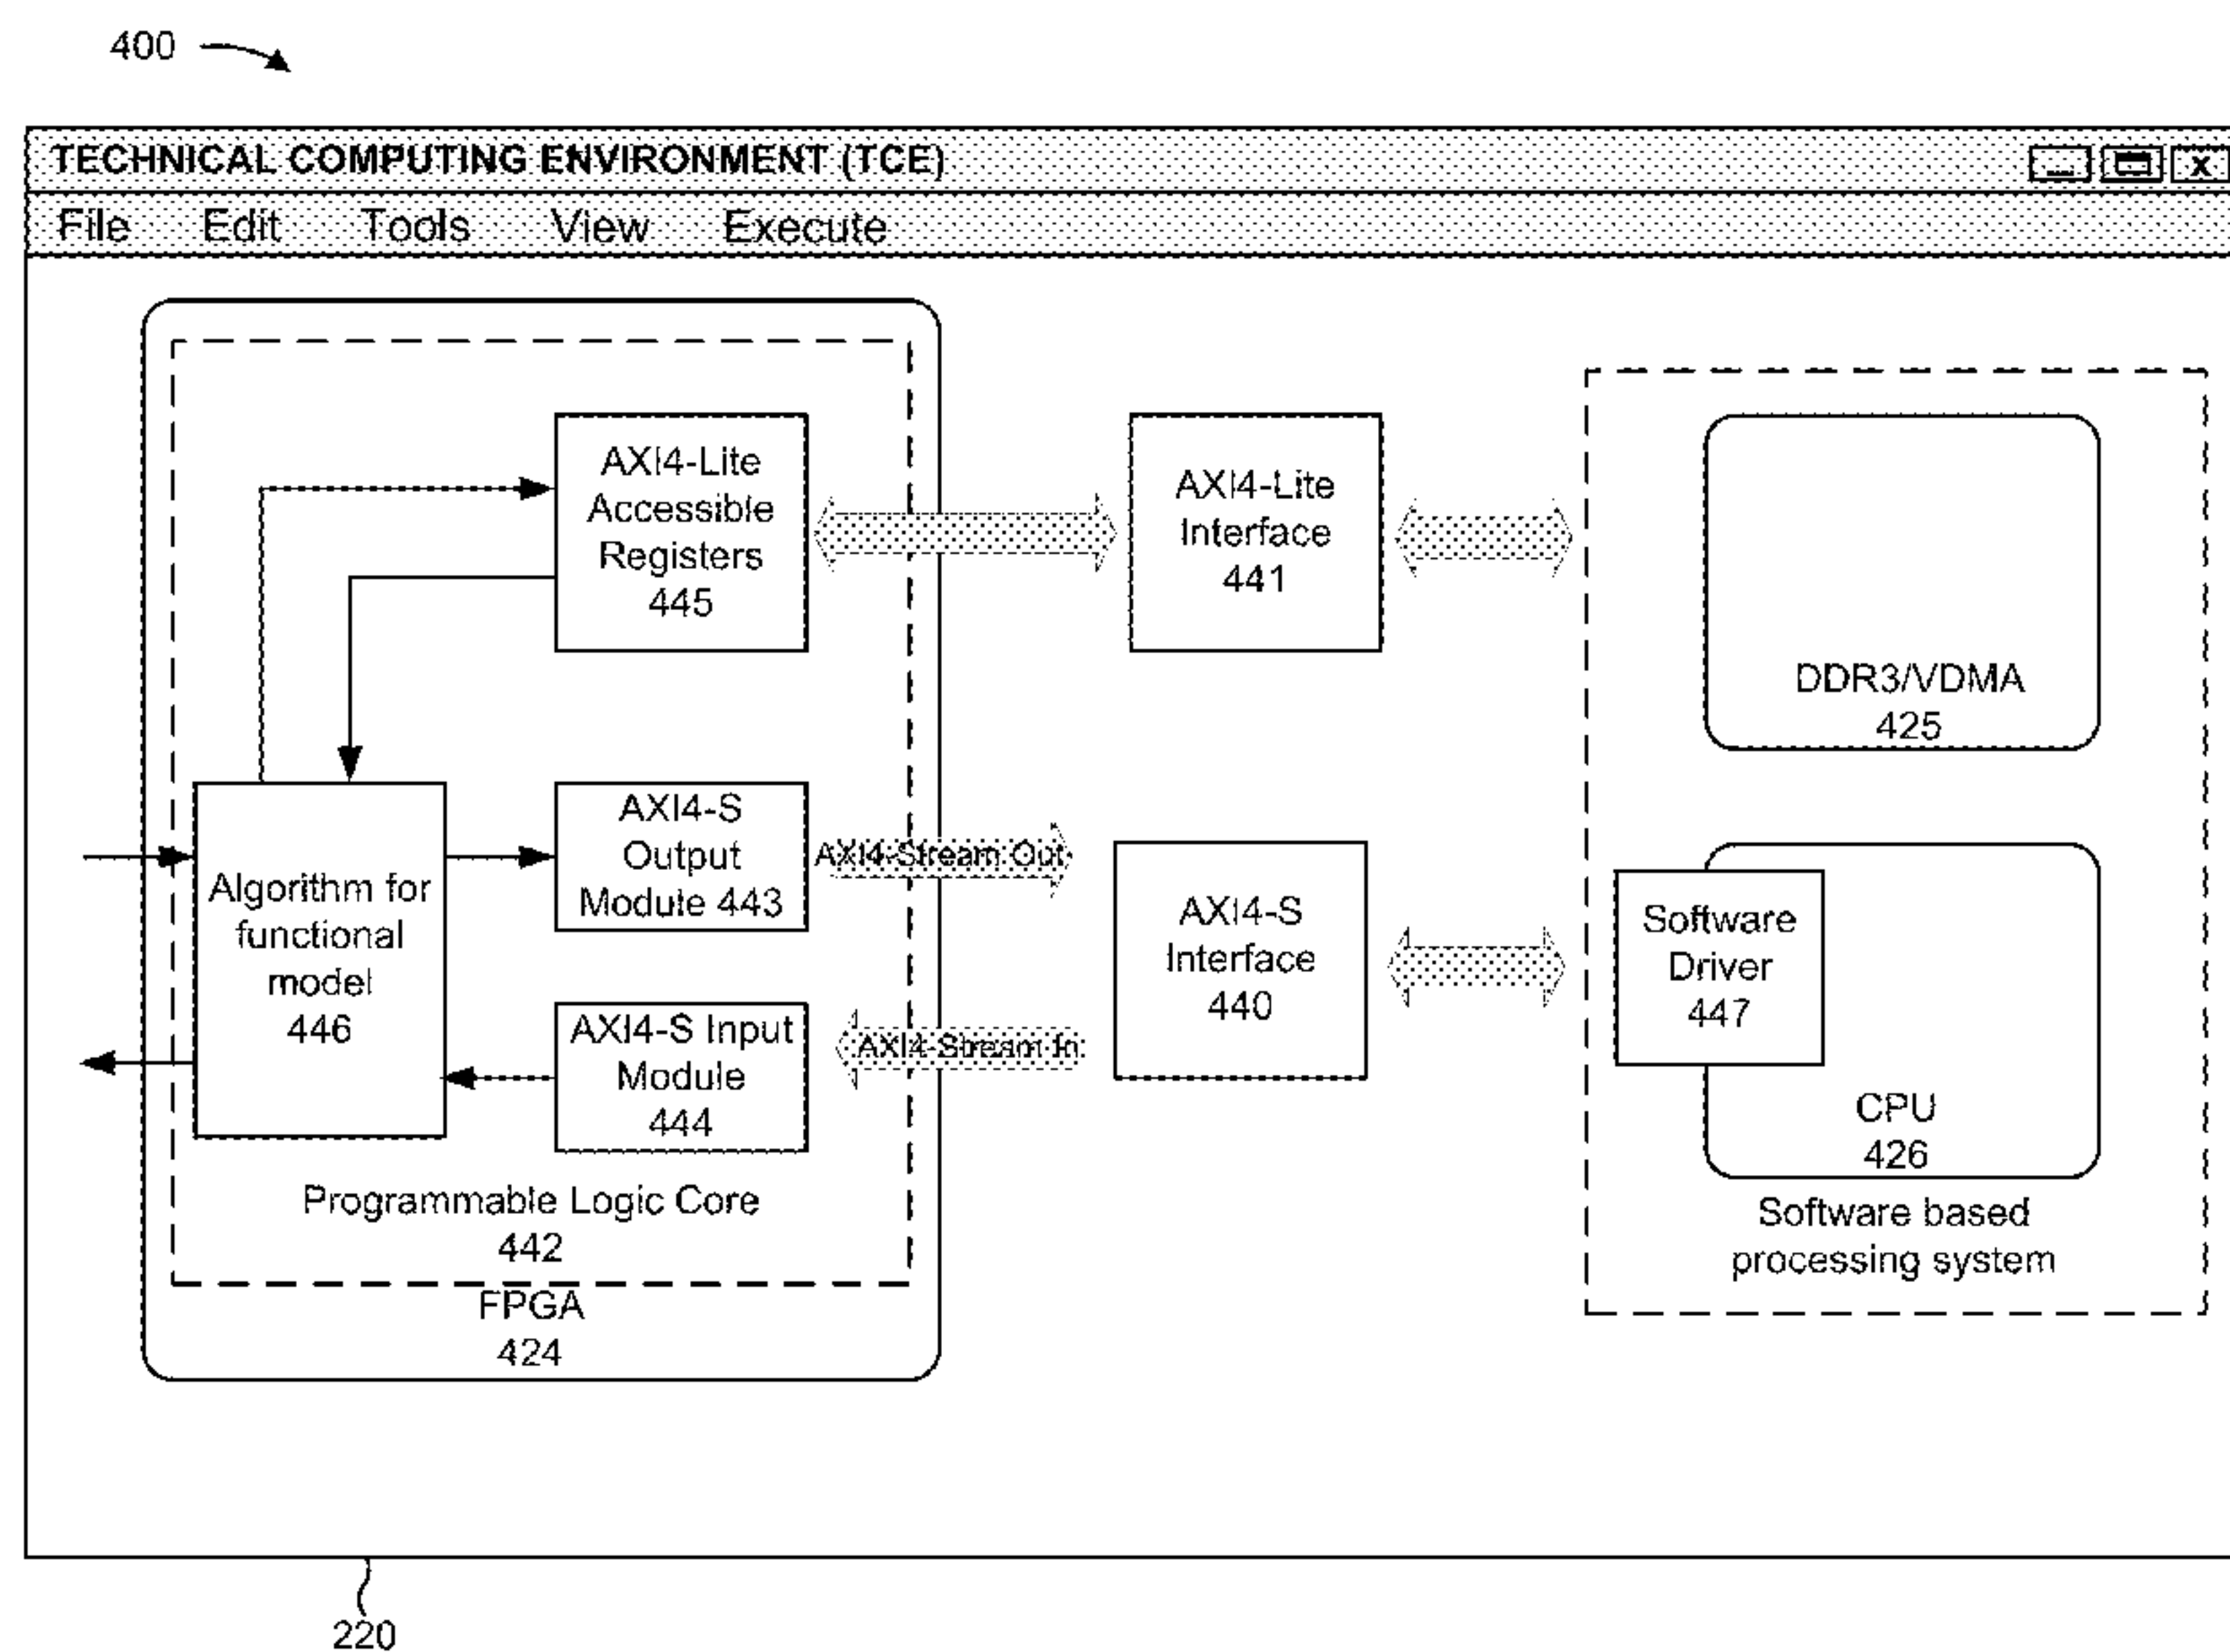 400
TECHNICAL COMPUTING ENVIRONMENT (TCE)
X
File Edit Tools View Execute
AXI4-Lite
Accessible
Registers
445
AXI4-Lite
Interface
441
DDR3/VDMA
425
Algorithm for
functional
model
446
AXI4-S
Output
Module 443
AXI4-Stream Out
AXI4-S Input
Module
444
AXI4-Stream In
AXI4-S
Interface
440
Software
Driver
447
CPU
426
Software based
processing system
Programmable Logic Core
442
FPGA
424
220